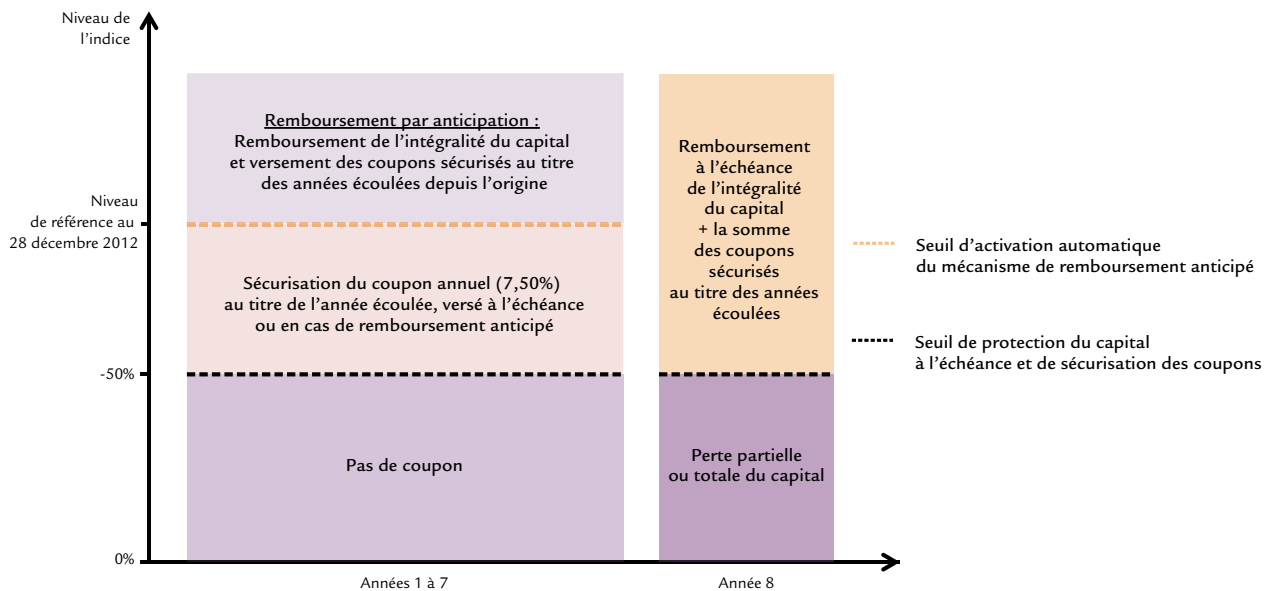 Niveau de
l'indice
Remboursement par anticipation :
Remboursement de l'intégralité du capital
et versement des coupons sécurisés au titre
des années écoulées depuis l'origine
Niveau
de référence au
28 décembre 2012
Sécurisation du coupon annuel (7,50%)
au titre de l'année écoulée, versé à l'échéance
ou en cas de remboursement anticipé
-50%
Pas de coupon
0%
Années 1 à 7
Remboursement
à l'échéance
de l'intégralité
du capital
+ la somme
des coupons
sécurisés
au titre des années
écoulées
Perte partielle
ou totale du capital
Année 8
Seuil d'activation automatique
du mécanisme de remboursement anticipé
Seuil de protection du capital
à l'échéance et de sécurisation des coupons